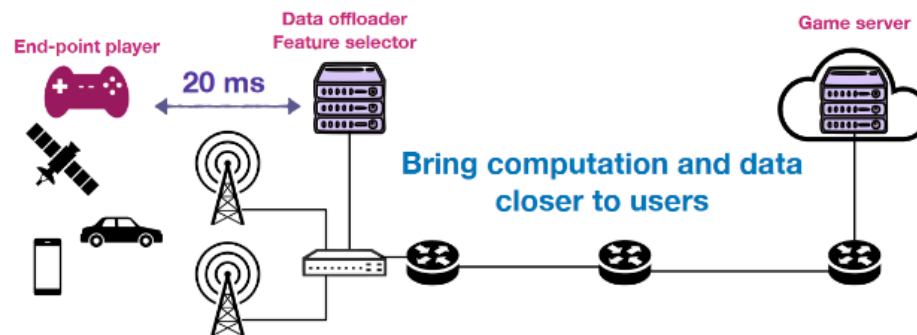 Data offloader
Feature selector
Game server
End-point player
20 ms
Bring computation and data
closer to users